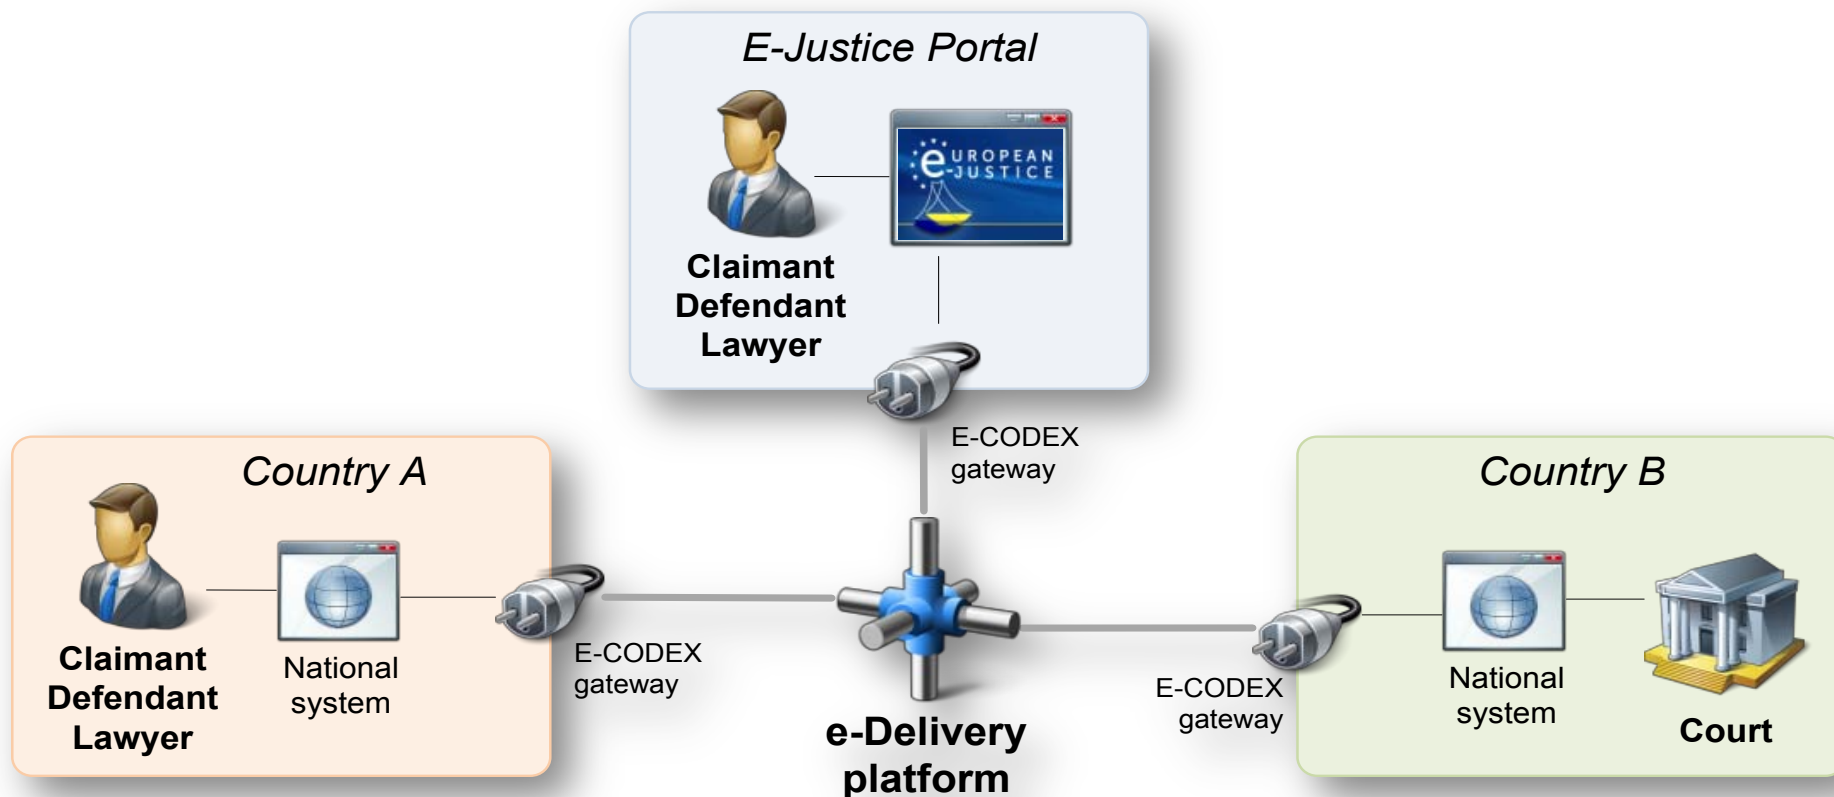 E-Justice Portal
EUROPEAN
e-JUSTICE
Claimant
Defendant
Lawyer
E-CODEX
gateway
Country A
National
system
Claimant
Defendant
Lawyer
E-CODEX
gateway
e-Delivery
platform
Country B
E-CODEX
gateway
National
system
Court